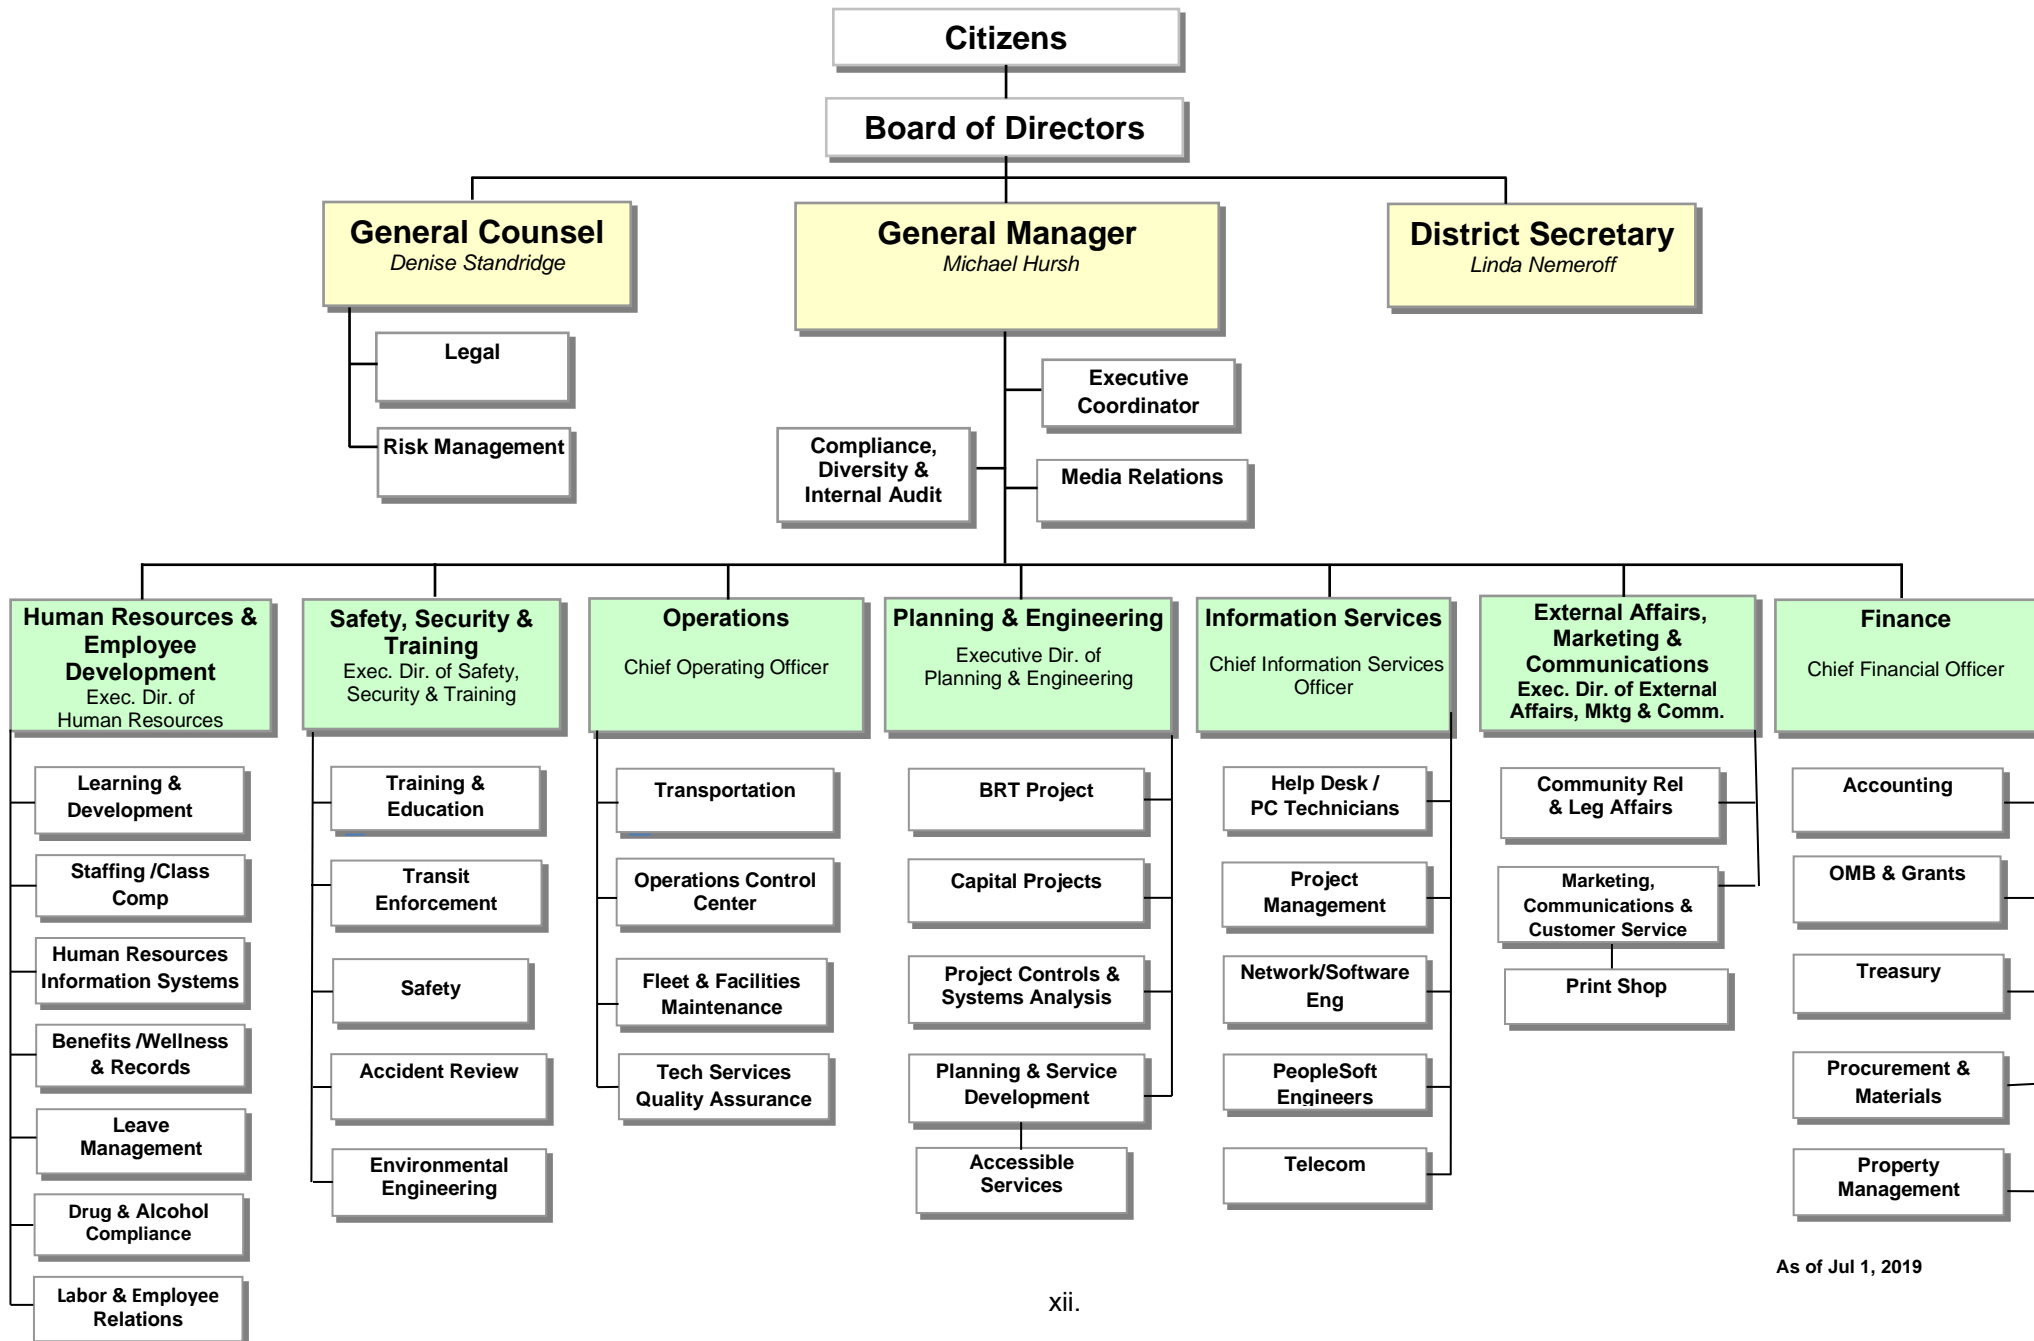 Citizens
Board of Directors
General Counsel
Denise Standridge
General Manager
Michael Hursh
District Secretary
Linda Nemeroff
Legal
Risk Management
Executive
Coordinator
Compliance,
Diversity &
Internal Audit
Media Relations
Human Resources &
Employee
Development
Exec. Dir. of
Human Resources
Safety, Security &
Training
Exec. Dir. of Safety,
Security & Training
Operations
Chief Operating Officer
Planning & Engineering
Executive Dir. of
Planning & Engineering
Information Services
Chief Information Services
Officer
External Affairs,
Marketing &
Communications
Exec. Dir. of External
Affairs, Mktg & Comm.
Finance
Chief Financial Officer
Learning &
Development
Staffing /Class
Comp
Human Resources
Information Systems
Benefits /Wellness
& Records
Leave
Management
Drug & Alcohol
Compliance
Labor & Employee
Relations
Training &
Education
Transit
Enforcement
Safety
Accident Review
Environmental
Engineering
Transportation
Operations Control
Center
Fleet & Facilities
Maintenance
Tech Services
Quality Assurance
BRT Project
Capital Projects
Project Controls &
Systems Analysis
Planning & Service
Development
Accessible
Services
Help Desk /
PC Technicians
Project
Management
Network/Software
Eng
PeopleSoft
Engineers
Telecom
Community Rel
& Leg Affairs
Marketing,
Communications &
Customer Service
Print Shop
Accounting
OMB & Grants
Treasury
Procurement &
Materials
Property
Management
As of Jul 1, 2019
xii.